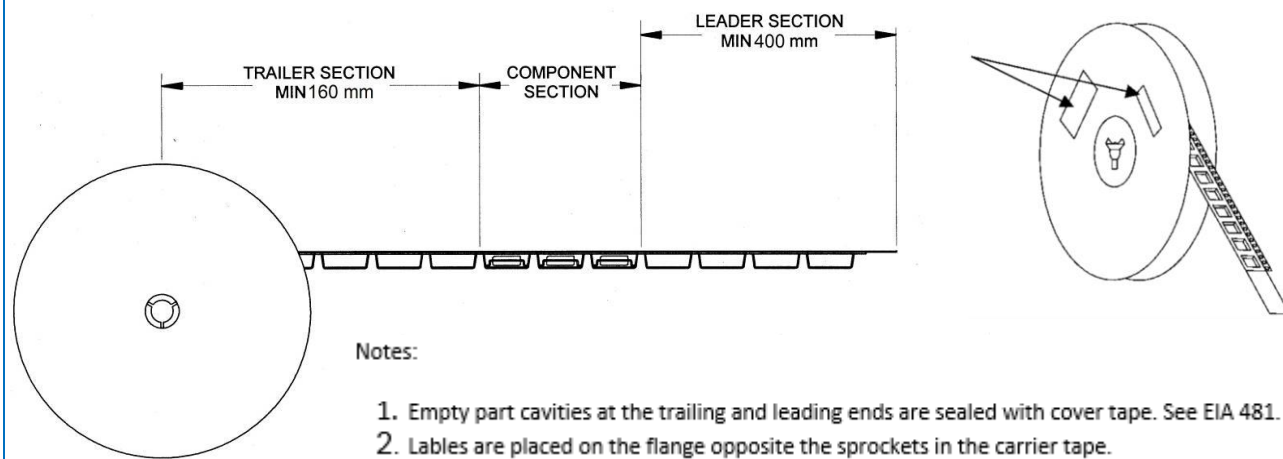 LEADER SECTION
MIN 400 mm
TRAILER SECTION
MIN 160 mm
COMPONENT
SECTION
Notes:
1. Empty part cavities at the trailing and leading ends are sealed with cover tape. See EIA 481.
2. Lables are placed on the flange opposite the sprockets in the carrier tape.